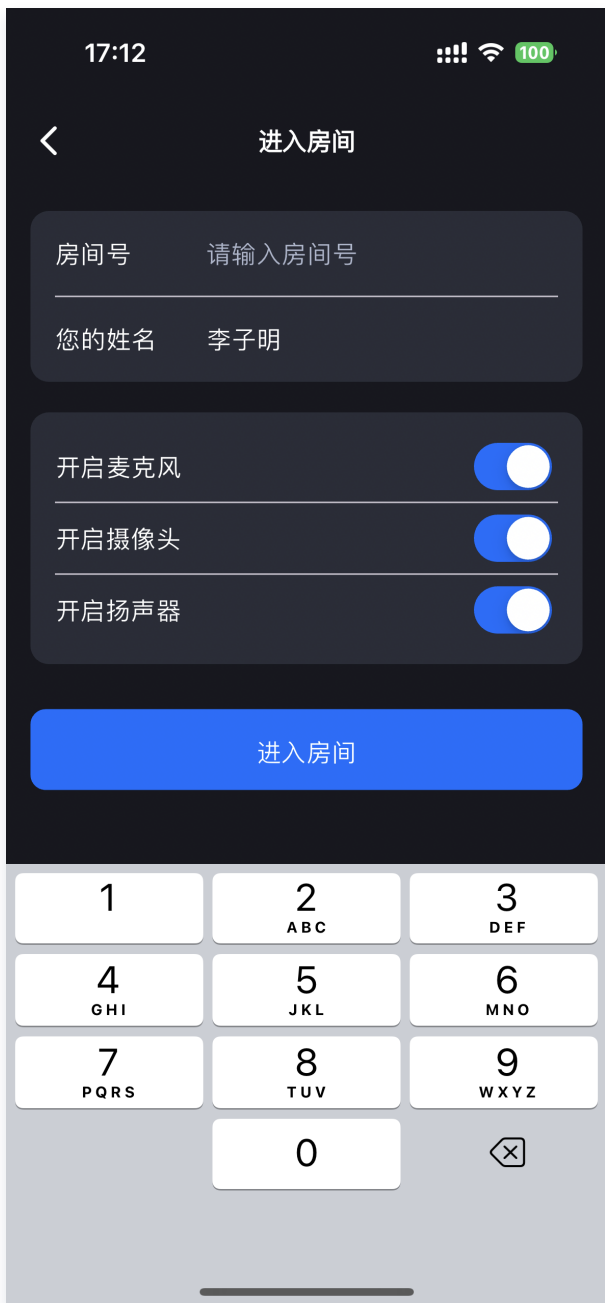 17:12 100
进入房间
房间号 请输入房间号
您的姓名 李子明
开启麦克风
开启摄像头
开启扬声器
进入房间
1 2 3
ABC DEF
4 5 6
GHI JKL MNO
7 8 9
PQRS TUV WXYZ
0